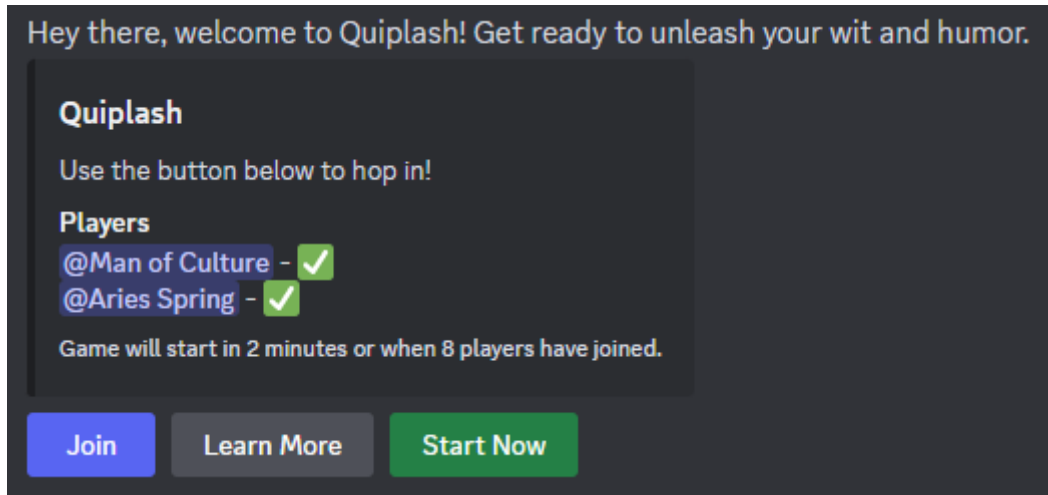 Hey there, welcome to Quiplash! Get ready to unleash your wit and humor.
Quiplash
Use the button below to hop in!
Players
@Man of Culture - ✅
@Aries Spring - ✅
Game will start in 2 minutes or when 8 players have joined.
Join Learn More Start Now